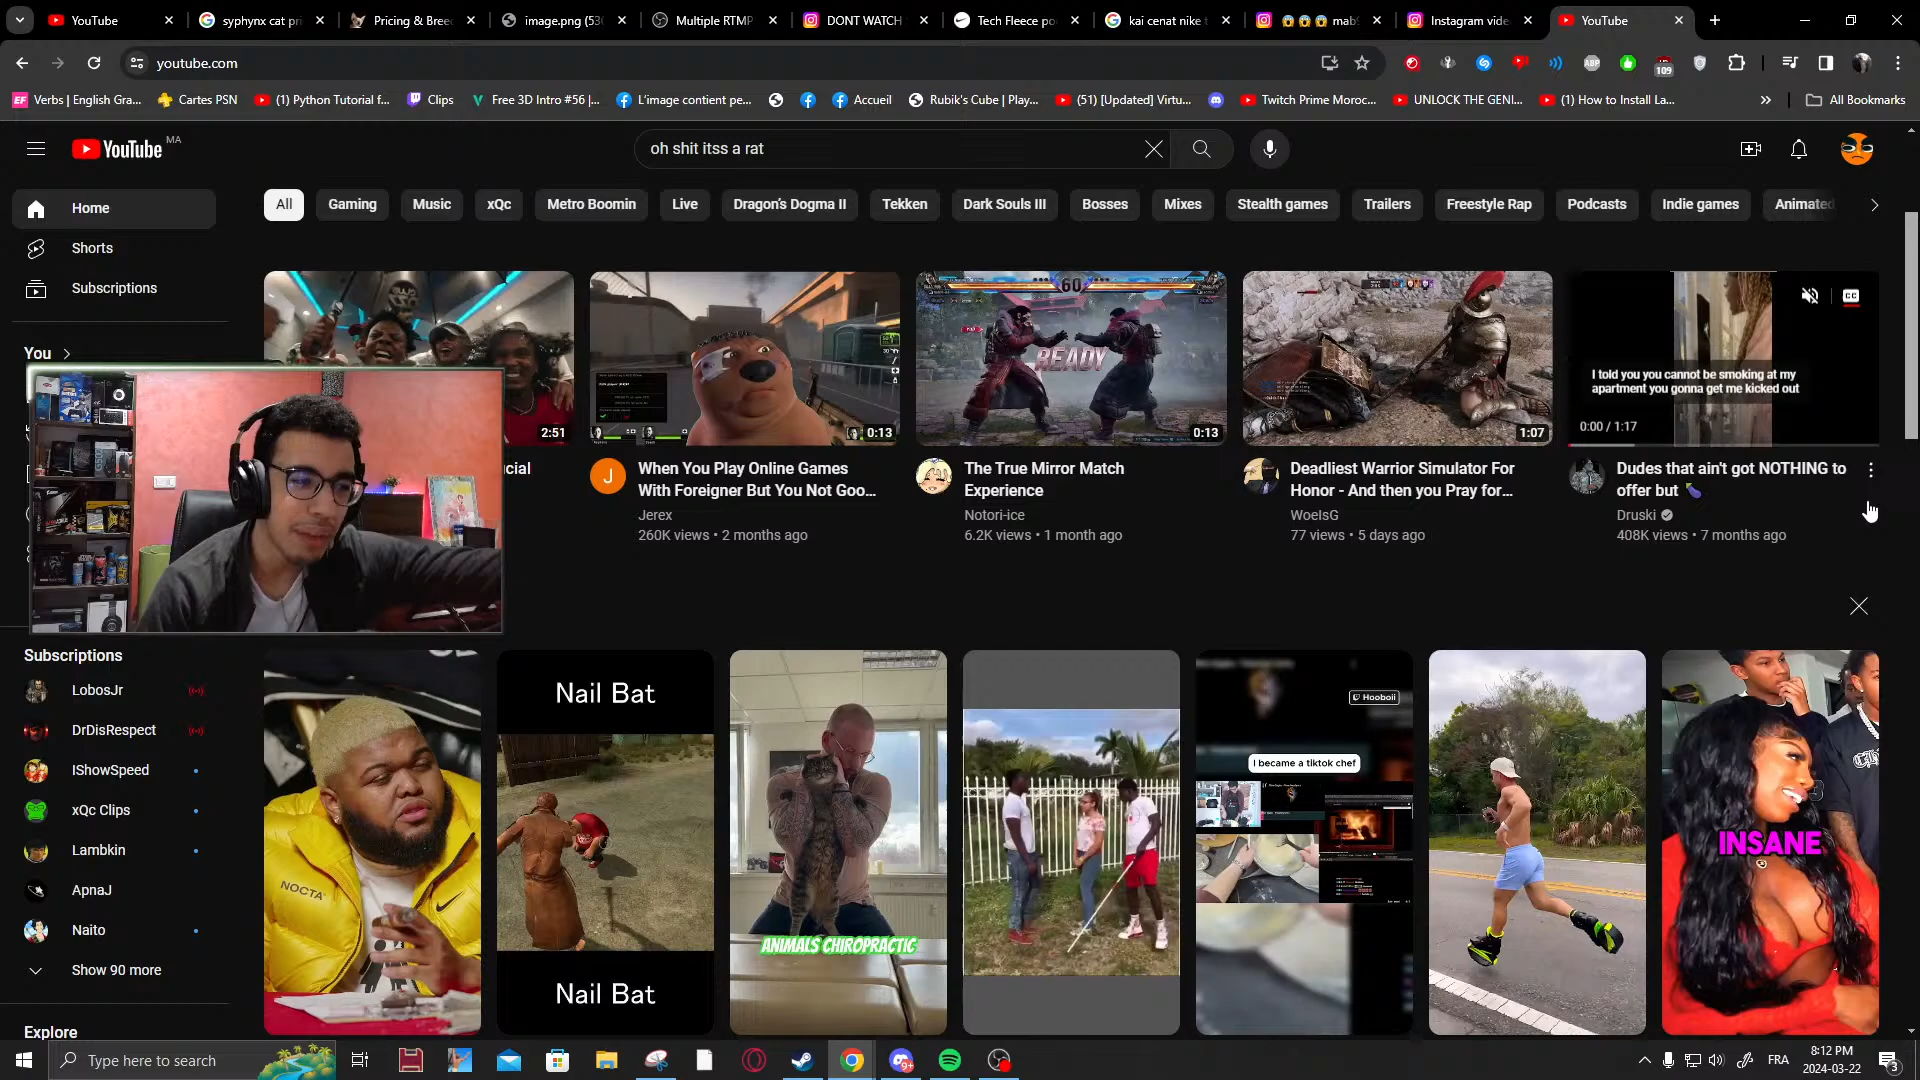 YouTube
syphynx cat pri
Pricing & Bree
image.png (53
Multiple RTMP
DONT WATCH
Tech Fleece po
kai cenat nike t
😱 😱 😱 mab
Instagram vide
YouTube
youtube.com
109
ABP
EF Verbs | English Gra...
Cartes PSN
(1) Python Tutorial f...
Clips
Free 3D Intro #56 |...
L'image contient pe...
Accueil
Rubik's Cube | Play...
(51) [Updated] Virtu...
Twitch Prime Moroc...
UNLOCK THE GENI...
(1) How to Install La...
All Bookmarks
YouTube MA
oh shit itss a rat
Home
All
Gaming
Music
xQc
Metro Boomin
Live
Dragon's Dogma II
Tekken
Dark Souls III
Bosses
Mixes
Stealth games
Trailers
Freestyle Rap
Podcasts
Indie games
Animated
Shorts
Subscriptions
You
2:51
0:13
60
READY
0:13
1:07
CC
I told you you cannot be smoking at my
apartment you gonna get me kicked out
0:00 / 1:17
cial
J
When You Play Online Games
With Foreigner But You Not Goo...
Jerex
260K views • 2 months ago
The True Mirror Match
Experience
Notori-ice
6.2K views • 1 month ago
Deadliest Warrior Simulator For
Honor - And then you Pray for...
WoelsG
77 views • 5 days ago
Dudes that ain't got NOTHING to
offer but 🍆
Druski
408K views • 7 months ago
Subscriptions
LobosJr
DrDisRespect
IShowSpeed
xQc Clips
Lambkin
ApnaJ
Naito
Show 90 more
Explore
NOCTA
Nail Bat
Nail Bat
ANIMALS CHIROPRACTIC
Hooboii
I became a tiktok chef
INSANE
Type here to search
9+
FRA
8:12 PM
2024-03-22
3